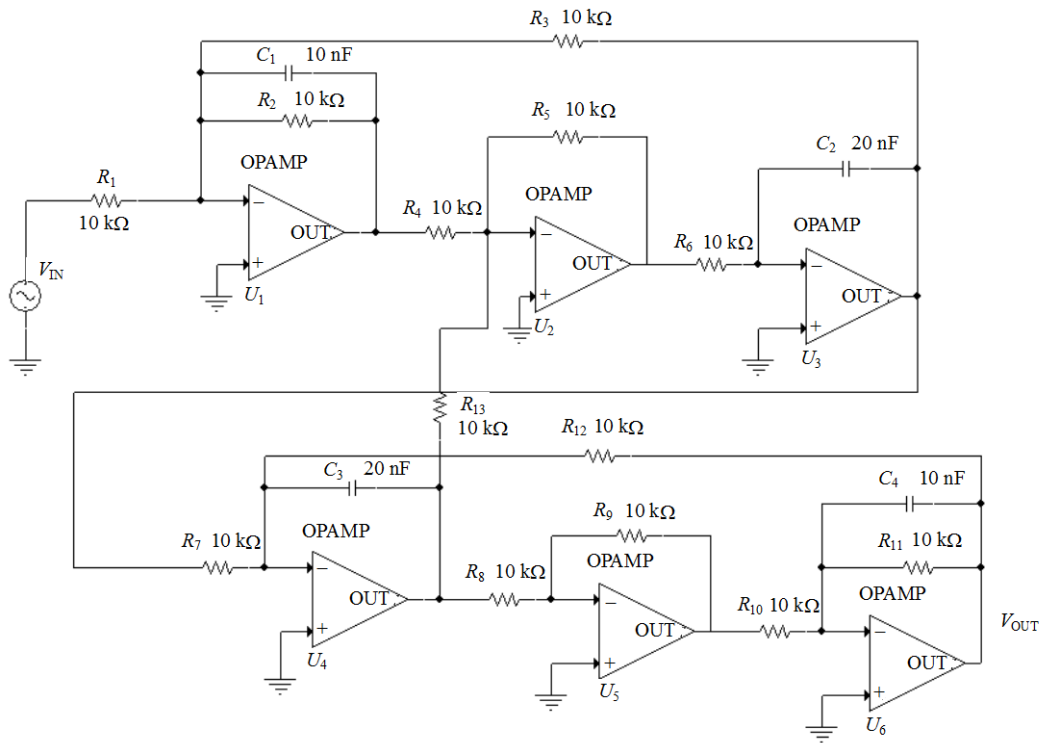 R3 10 kΩ
C1 10 nF
R2 10 kΩ
R5 10 kΩ
C2 20 nF
OPAMP
R1
10 kΩ
OPAMP
R4 10 kΩ
OPAMP
R6 10 kΩ
−
OUT
+
U1
−
OUT
+
U2
−
OUT
+
U3
VIN
R13
10 kΩ
R12 10 kΩ
C3 20 nF
C4 10 nF
R9 10 kΩ
OPAMP
R7 10 kΩ
R11 10 kΩ
OPAMP
R8 10 kΩ
OPAMP
R10 10 kΩ
−
OUT
+
U4
−
OUT
+
U5
−
OUT
+
U6
VOUT